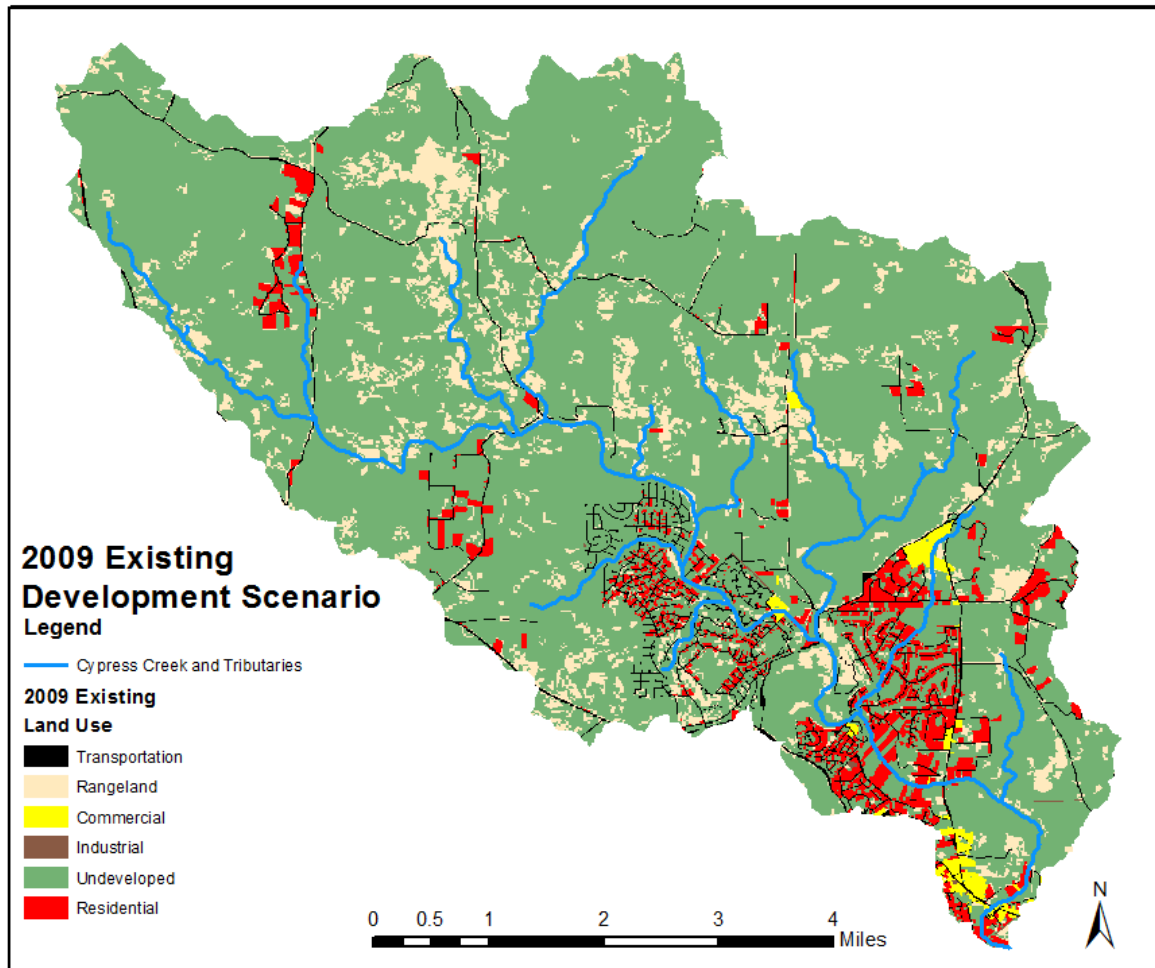 2009 Existing
Development Scenario
Legend
Cypress Creek and Tributaries
2009 Existing
Land Use
Transportation
Rangeland
Commercial
Industrial
Undeveloped
Residential
0 0.5 1 2 3 4
Miles
N